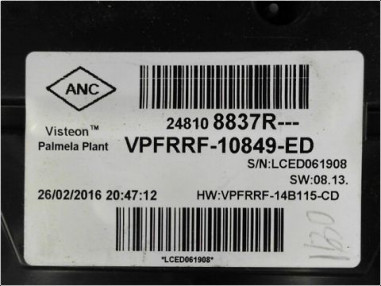 ANC
24810 8837R---
Visteon™
Palmela Plant
VPFRRF-10849-ED
S/N:LCED061908
SW:08.13.
26/02/2016 20:47:12
HW:VPFRRF-14B115-CD
*LCED061908*